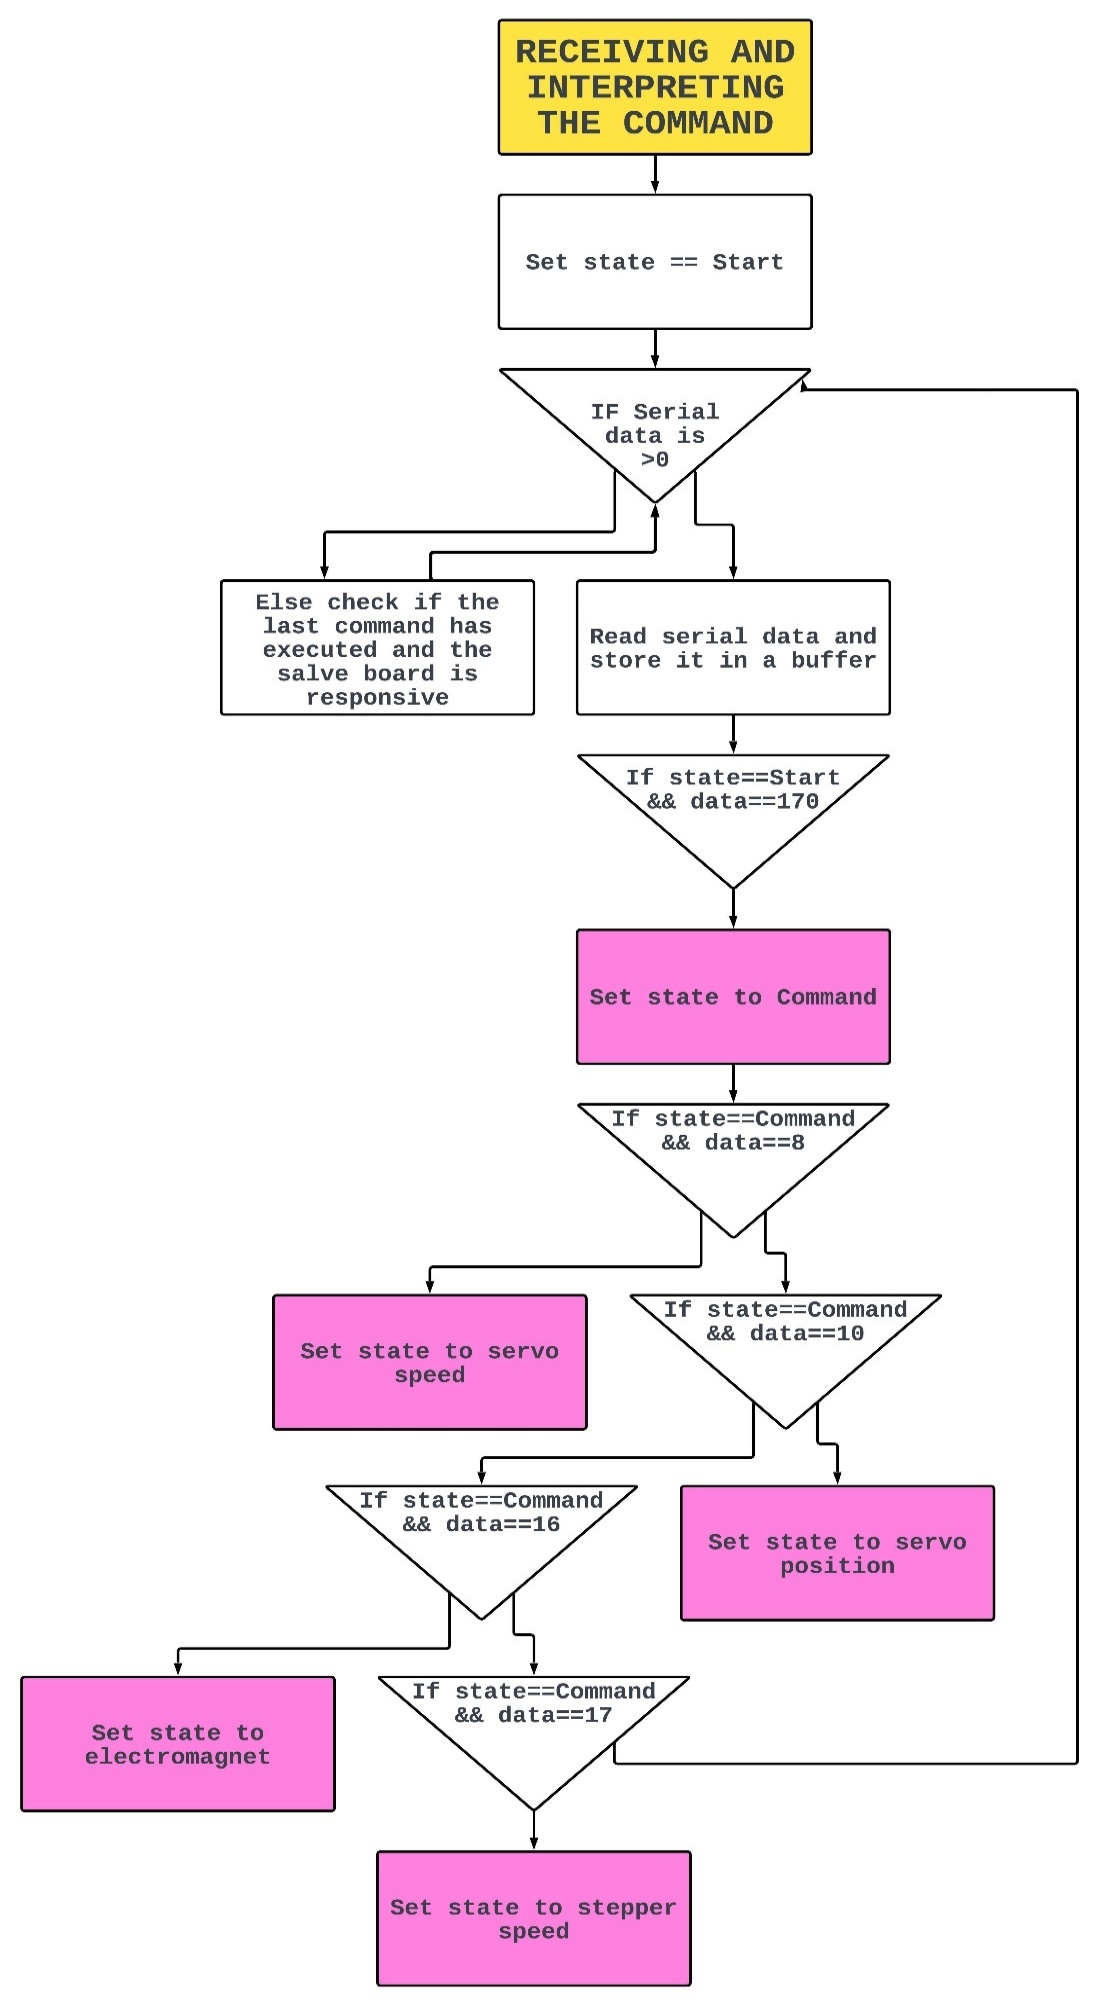 RECEIVING AND
INTERPRETING
THE COMMAND
Set state == Start
IF Serial
data is
>0
Else check if the
last command has
executed and the
salve board is
responsive
Read serial data and
store it in a buffer
If state==Start
&& data==170
Set state to Command
If state==Command
&& data==8
Set state to servo
speed
If state==Command
&& data==10
If state==Command
&& data==16
Set state to servo
position
Set state to
electromagnet
If state==Command
&& data==17
Set state to stepper
speed